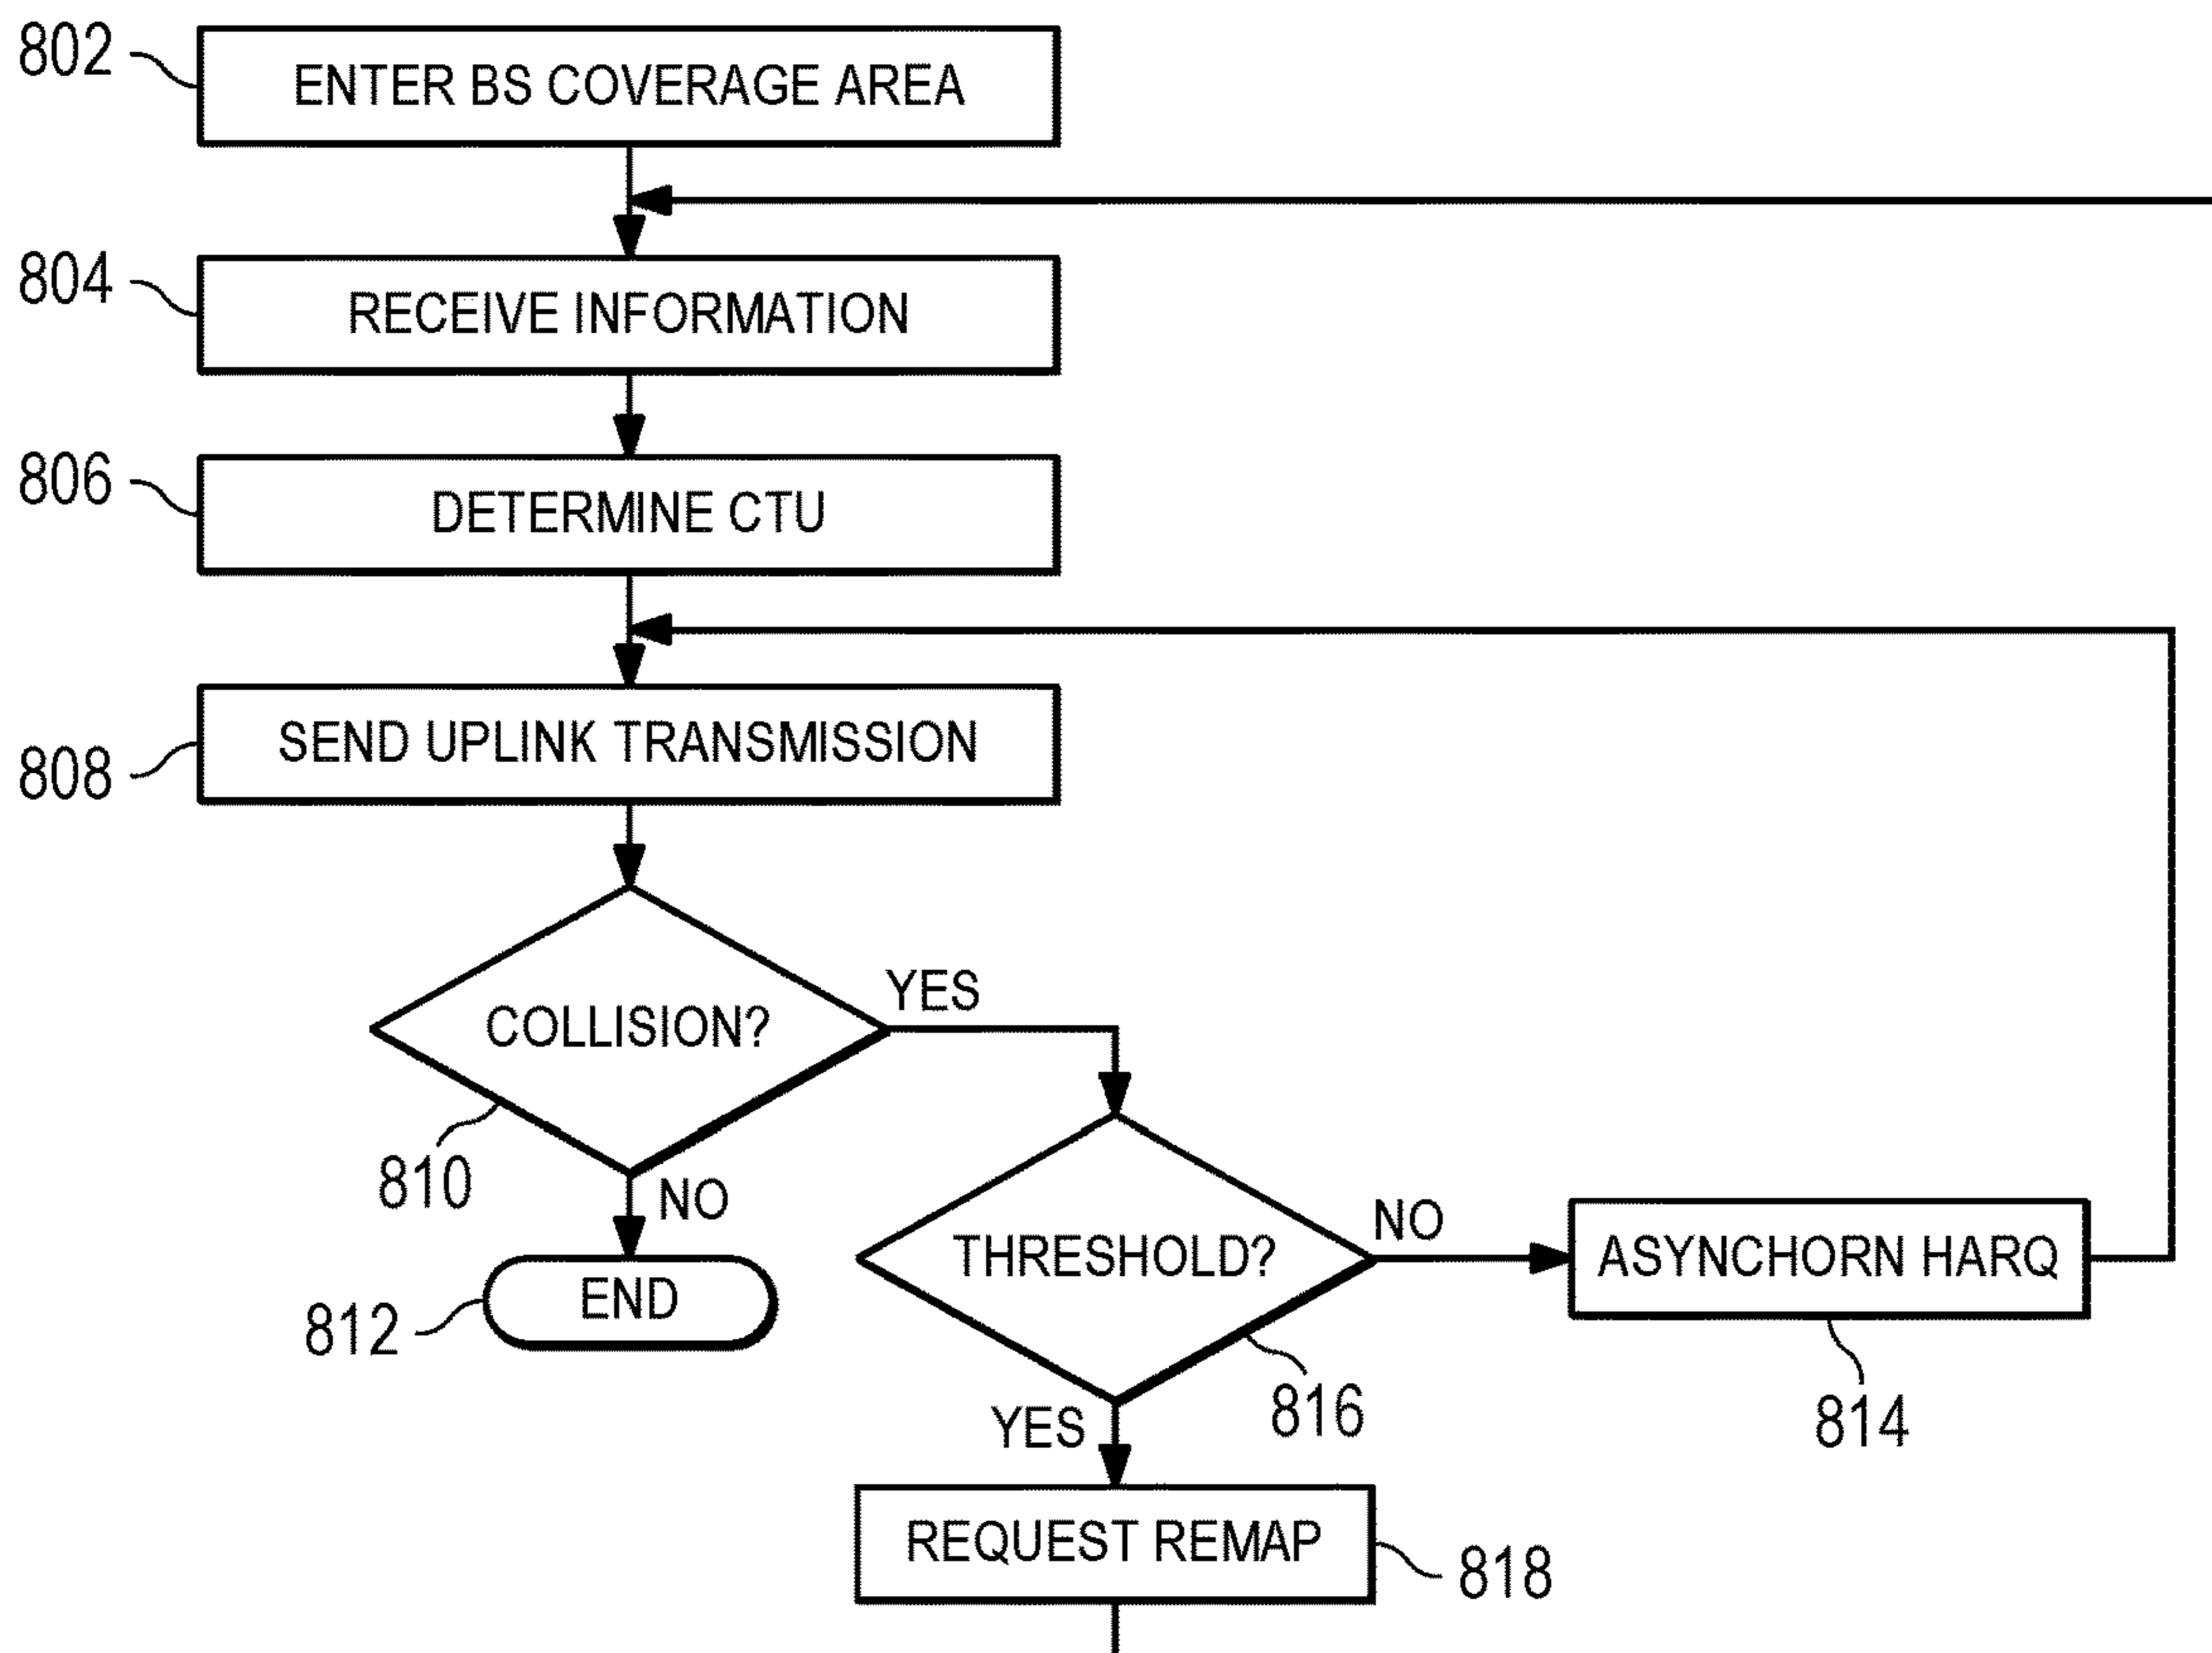 802
ENTER BS COVERAGE AREA
804
RECEIVE INFORMATION
806
DETERMINE CTU
808
SEND UPLINK TRANSMISSION
COLLISION?
YES
810
NO
812
END
THRESHOLD?
NO
ASYNCHORN HARQ
816
814
YES
REQUEST REMAP
818